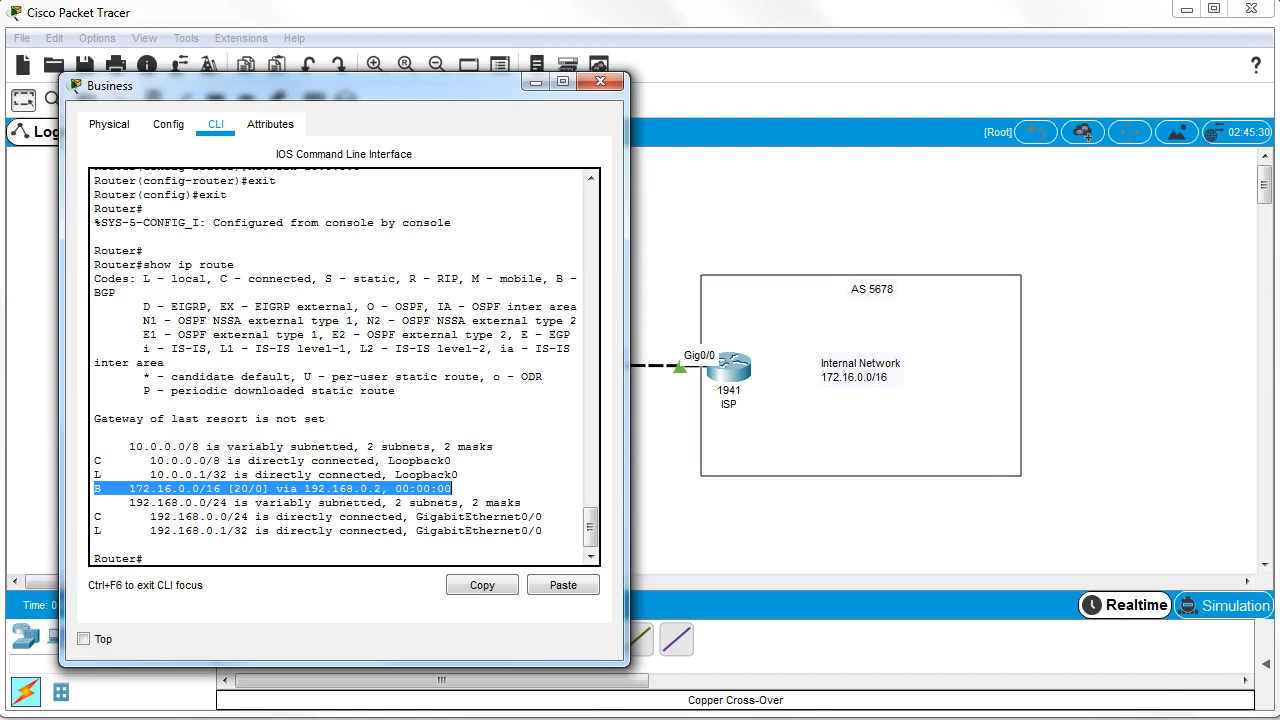 Cisco Packet Tracer
File Edit Options View Tools Extensions Help
Business
Physical Config CLI Attributes
IOS Command Line Interface
Router(config-router)#exit
Router(config)#exit
Router#
%SYS-5-CONFIG_I: Configured from console by console
Router#
Router#show ip route
Codes: L - local, C - connected, S - static, R - RIP, M - mobile, B -
BGP
D - EIGRP, EX - EIGRP external, O - OSPF, IA - OSPF inter area
N1 - OSPF NSSA external type 1, N2 - OSPF NSSA external type 2
E1 - OSPF external type 1, E2 - OSPF external type 2, E - EGP
i - IS-IS, L1 - IS-IS level-1, L2 - IS-IS level-2, ia - IS-IS
inter area
* - candidate default, U - per-user static route, o - ODR
P - periodic downloaded static route
Gateway of last resort is not set
10.0.0.0/8 is variably subnetted, 2 subnets, 2 masks
C 10.0.0.0/8 is directly connected, Loopback0
L 10.0.0.1/32 is directly connected, Loopback0
B 172.16.0.0/16 [20/0] via 192.168.0.2, 00:00:00
192.168.0.0/24 is variably subnetted, 2 subnets, 2 masks
C 192.168.0.0/24 is directly connected, GigabitEthernet0/0
L 192.168.0.1/32 is directly connected, GigabitEthernet0/0
Router#
Ctrl+F6 to exit CLI focus
Copy Paste
Top
Log
[Root]
02:45:30
AS 5678
Gig0/0
1941
ISP
Internal Network
172.16.0.0/16
Time: 0
Realtime
Simulation
Copper Cross-Over